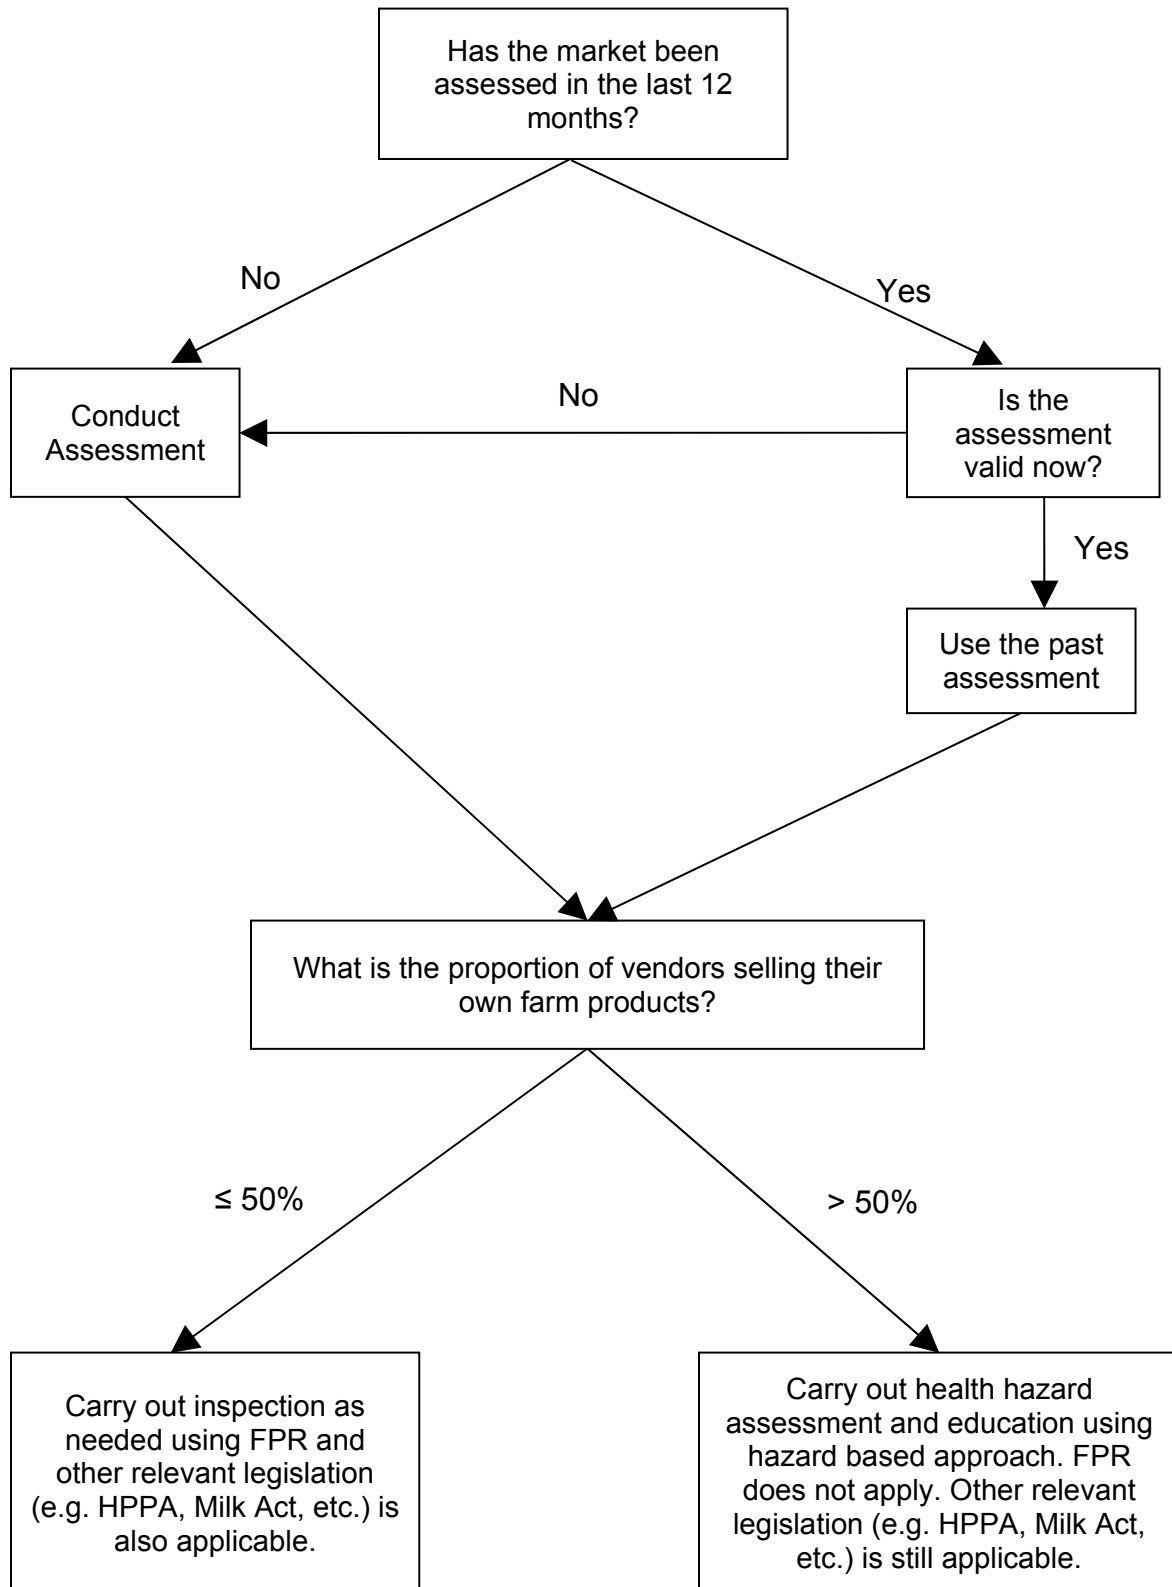 Has the market been
assessed in the last 12
months?
No
Yes
Conduct
Assessment
No
Is the
assessment
valid now?
Yes
Use the past
assessment
What is the proportion of vendors selling their
own farm products?
≤ 50%
> 50%
Carry out inspection as
needed using FPR and
other relevant legislation
(e.g. HPPA, Milk Act, etc.) is
also applicable.
Carry out health hazard
assessment and education using
hazard based approach. FPR
does not apply. Other relevant
legislation (e.g. HPPA, Milk Act,
etc.) is still applicable.